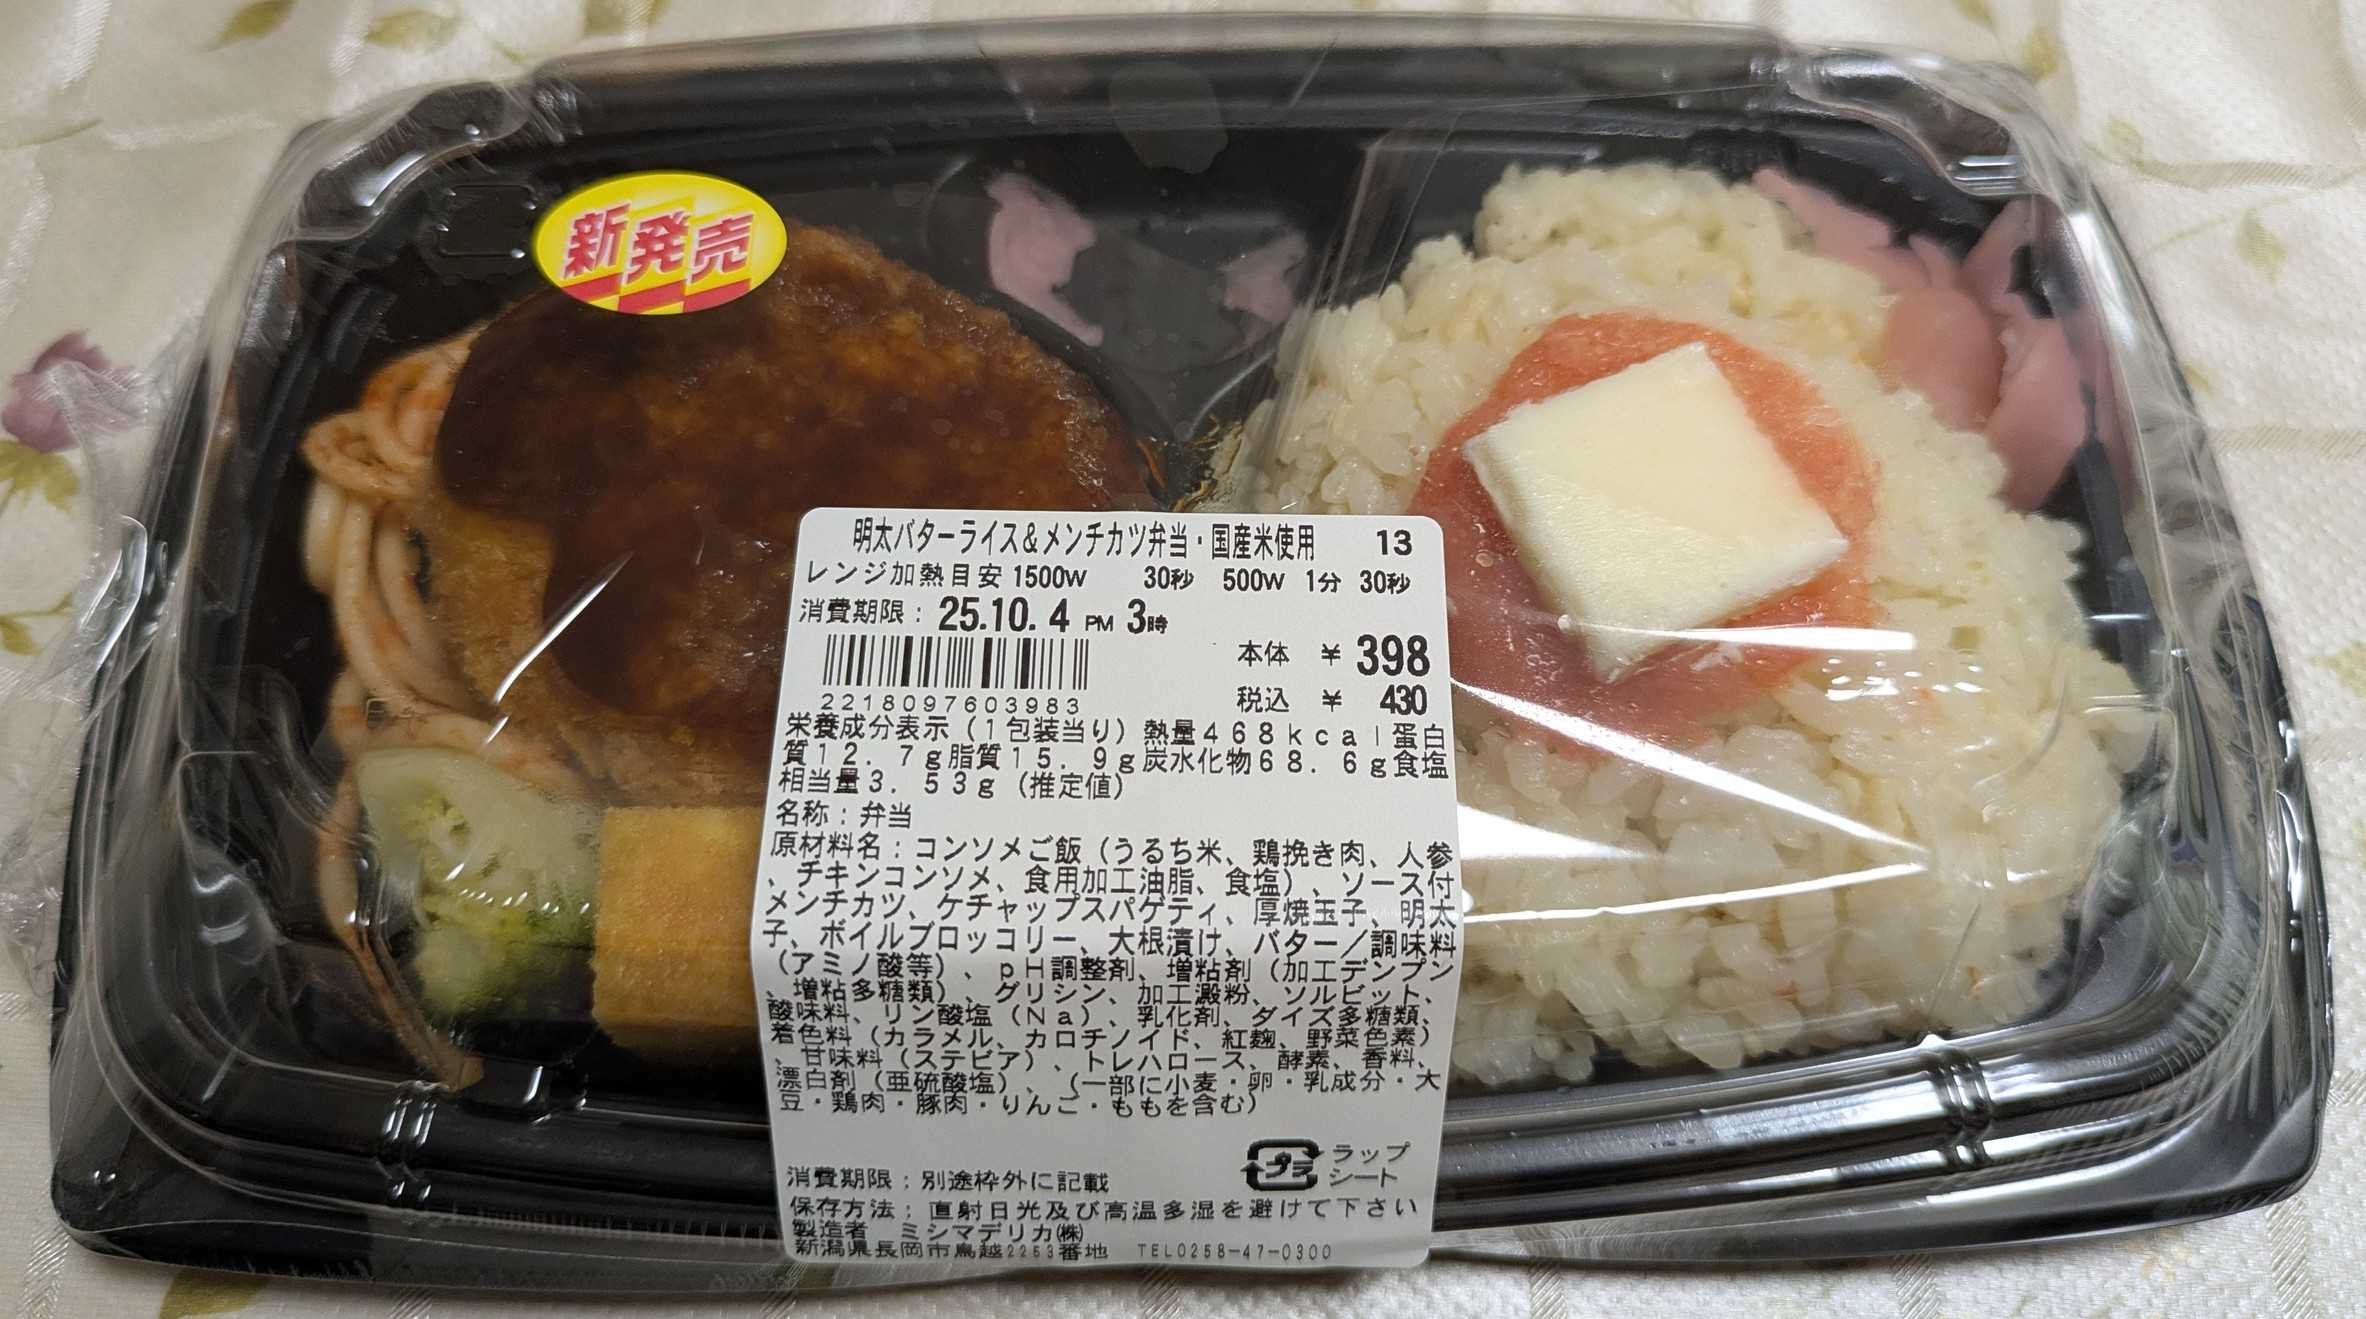 新発売
明太バターライス&メンチカツ弁当・国産米使用 13
レンジ加熱目安 1500W 30秒 500W 1分 30秒
消費期限: 25.10.4 PM 3時
本体 ¥398
2218097603983
税込 ¥430
栄養成分表示(1包装当り)熱量468kcal蛋白
質12.7g脂質15.9g炭水化物68.6g食塩
相当量3.53g(推定値)
名称:弁当
原材料名:コンソメご飯(うるち米、鶏挽き肉、人参
、チキンコンソメ、食用加工油脂、食塩)、ソース付
メンチカツ、ケチャップスパゲティ、厚焼玉子、明太
子、ボイルブロッコリー、大根漬け、バター/調味料
(アミノ酸等)、pH調整剤、増粘剤(加工デンプン
、増粘多糖類)、グリシン、加工澱粉、ソルビット、
酸味料、リン酸塩(Na)、乳化剤、ダイズ多糖類、
着色料(カラメル、カロチノイド、紅麹、野菜色素)
、甘味料(ステビア)、トレハロース、酵素、香料、
漂白剤(亜硫酸塩)、(一部に小麦・卵・乳成分・大
豆・鶏肉・豚肉・りんご・ももを含む)
プラ ラップ
シート
消費期限:別途枠外に記載
保存方法:直射日光及び高温多湿を避けて下さい
製造者 ミシマデリカ㈱
新潟県長岡市鳥越2253番地 TEL0258-47-0300